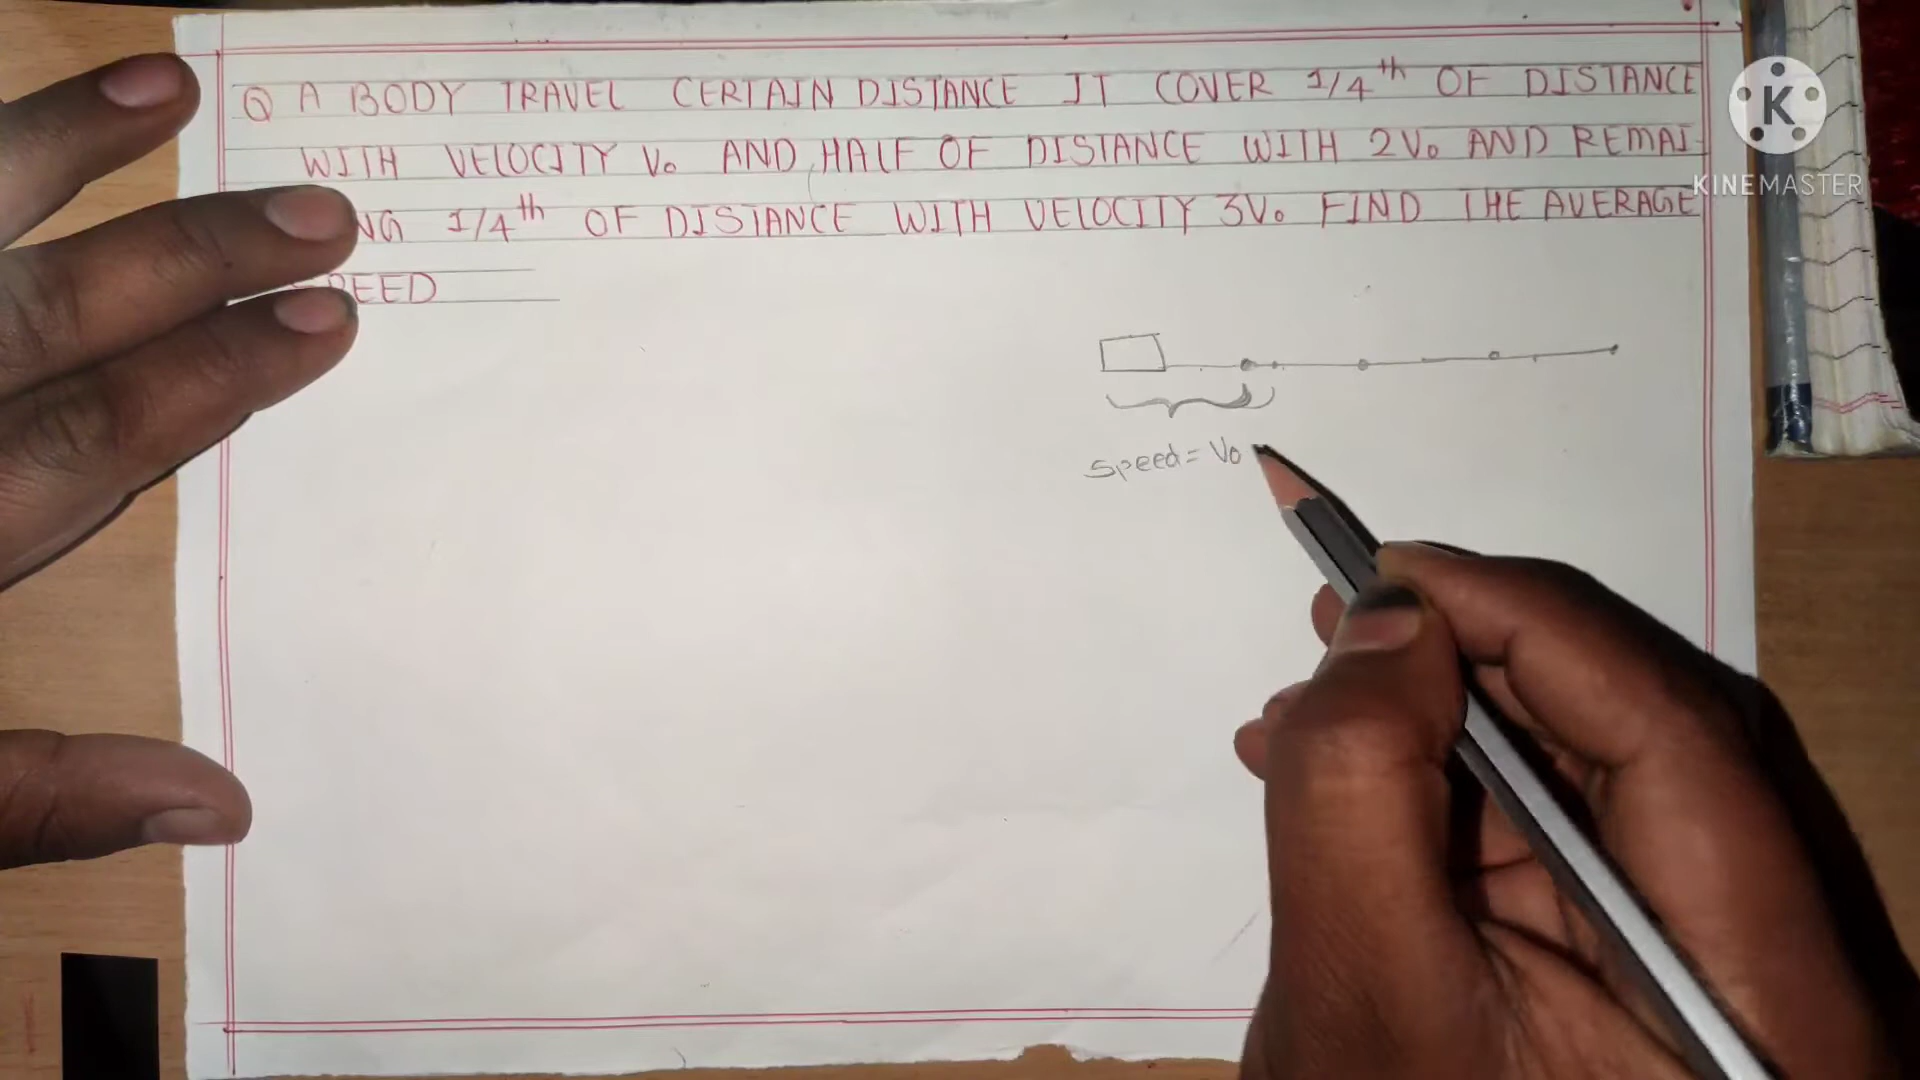 Q A BODY TRAVEL CERTAIN DISTANCE IT COVER 1/4th OF DISTANCE
WITH VELOCITY V₀ AND HALF OF DISTANCE WITH 2V₀ AND REMAI-
NG 1/4th OF DISTANCE WITH VELOCITY 3V₀ FIND THE AVERAGE
SPEED
K
KINEMASTER
Speed = V₀